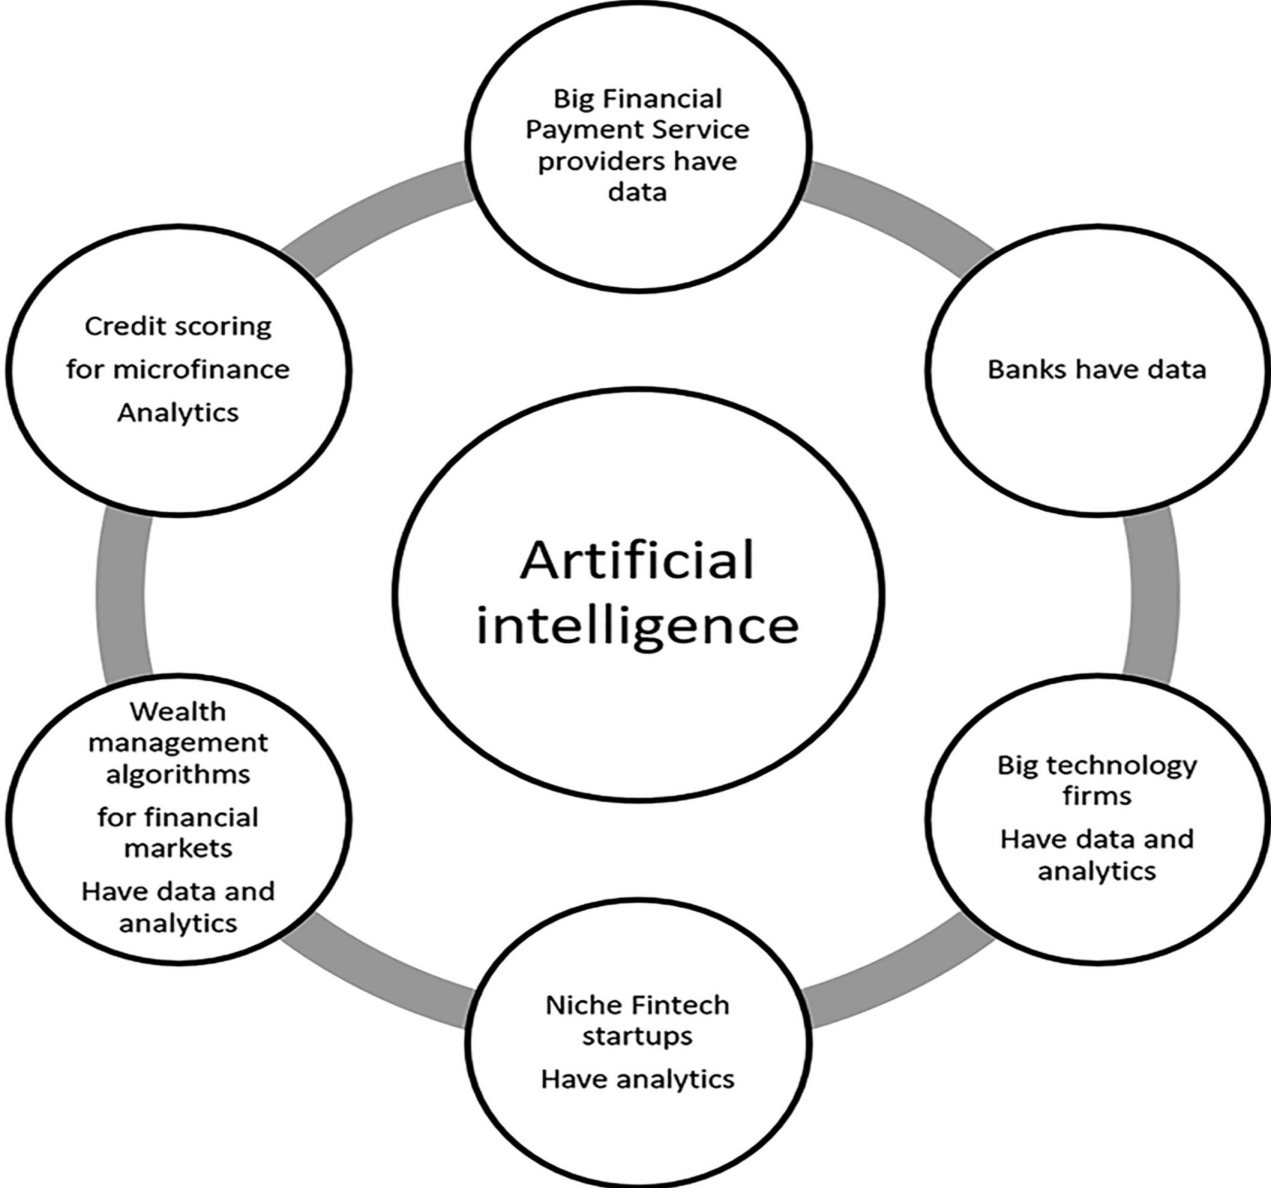 Big Financial
Payment Service
providers have
data
Banks have data
Big technology
firms
Have data and
analytics
Niche Fintech
startups
Have analytics
Wealth
management
algorithms
for financial
markets
Have data and
analytics
Credit scoring
for microfinance
Analytics
Artificial
intelligence